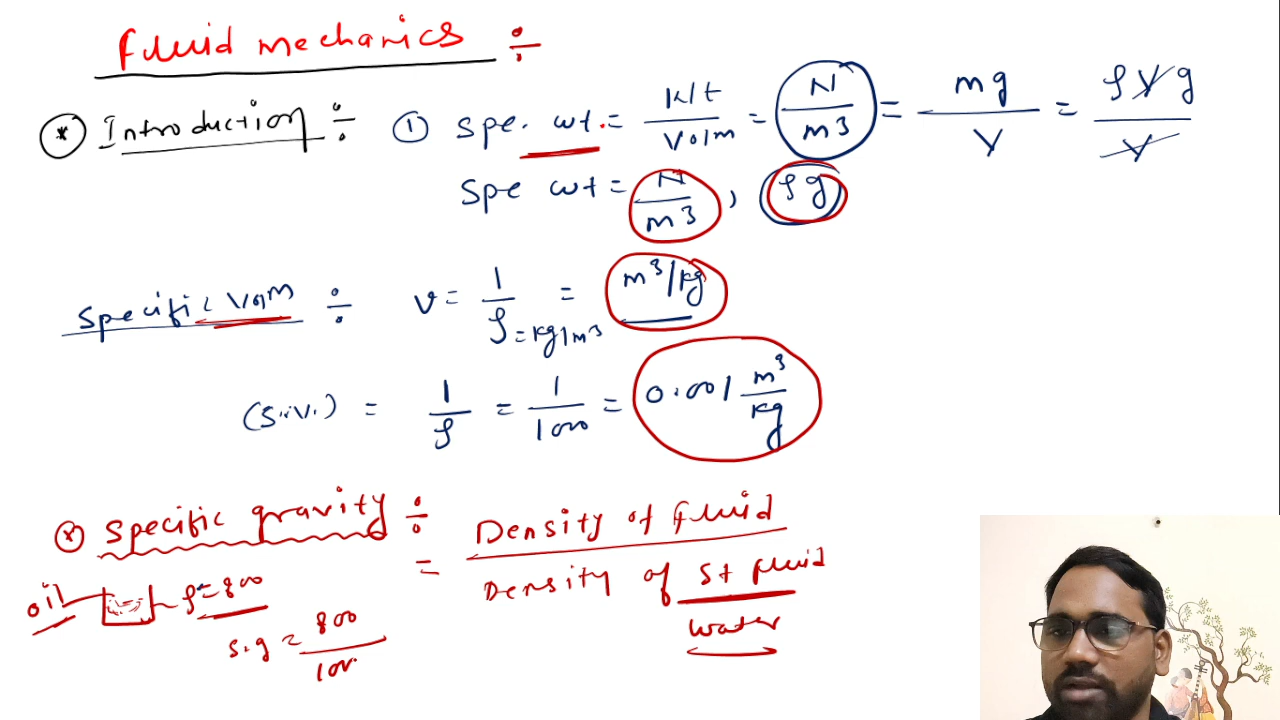 Fluid mechanics ÷
* Introduction ÷ ① Spe. wt. = wt / Volm = N / m3 = mg / V = ρVg / V
Spe wt = N / m3 , ρg
Specific Volm ÷ v = 1 / ρ = kg/m3 = m3/kg
(S.V.) = 1 / ρ = 1 / 1000 = 0.001 m3 / kg
* Specific gravity ÷ = Density of fluid / Density of St fluid
water
oil ρ = 800
S.g = 800 / 100